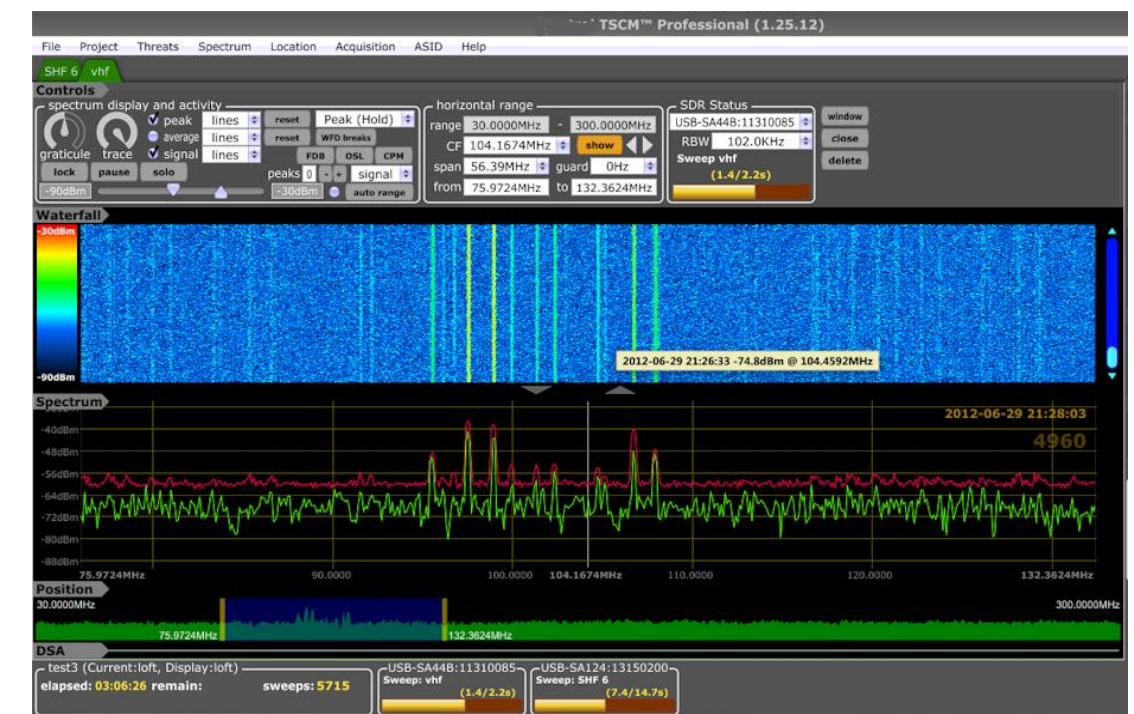 TSCM™ Professional (1.25.12)
File Project Threats Spectrum Location Acquisition ASID Help
SHF 6 vhf
Controls
spectrum display and activity
peak lines reset Peak (Hold)
average lines reset WFD breaks
graticule trace signal lines FDB OSL CPM
lock pause solo peaks 0 - + signal
-90dBm -30dBm auto range
horizontal range
range 30.0000MHz - 300.0000MHz
CF 104.1674MHz show
span 56.39MHz guard 0Hz
from 75.9724MHz to 132.3624MHz
SDR Status
USB-SA44B:11310085
RBW 102.0KHz
Sweep vhf
(1.4/2.2s)
window
close
delete
Waterfall
-30dBm
2012-06-29 21:26:33 -74.8dBm @ 104.4592MHz
-90dBm
Spectrum
2012-06-29 21:28:03
-40dBm
4960
-48dBm
-56dBm
-64dBm
-72dBm
-80dBm
-88dBm
75.9724MHz 90.0000 100.0000 104.1674MHz 110.0000 120.0000 132.3624MHz
Position
30.0000MHz 300.0000MHz
75.9724MHz 132.3624MHz
DSA
test3 (Current:loft, Display:loft)
elapsed: 03:06:26 remain: sweeps: 5715
USB-SA44B:11310085
Sweep: vhf
(1.4/2.2s)
USB-SA124:13150200
Sweep: SHF 6
(7.4/14.7s)